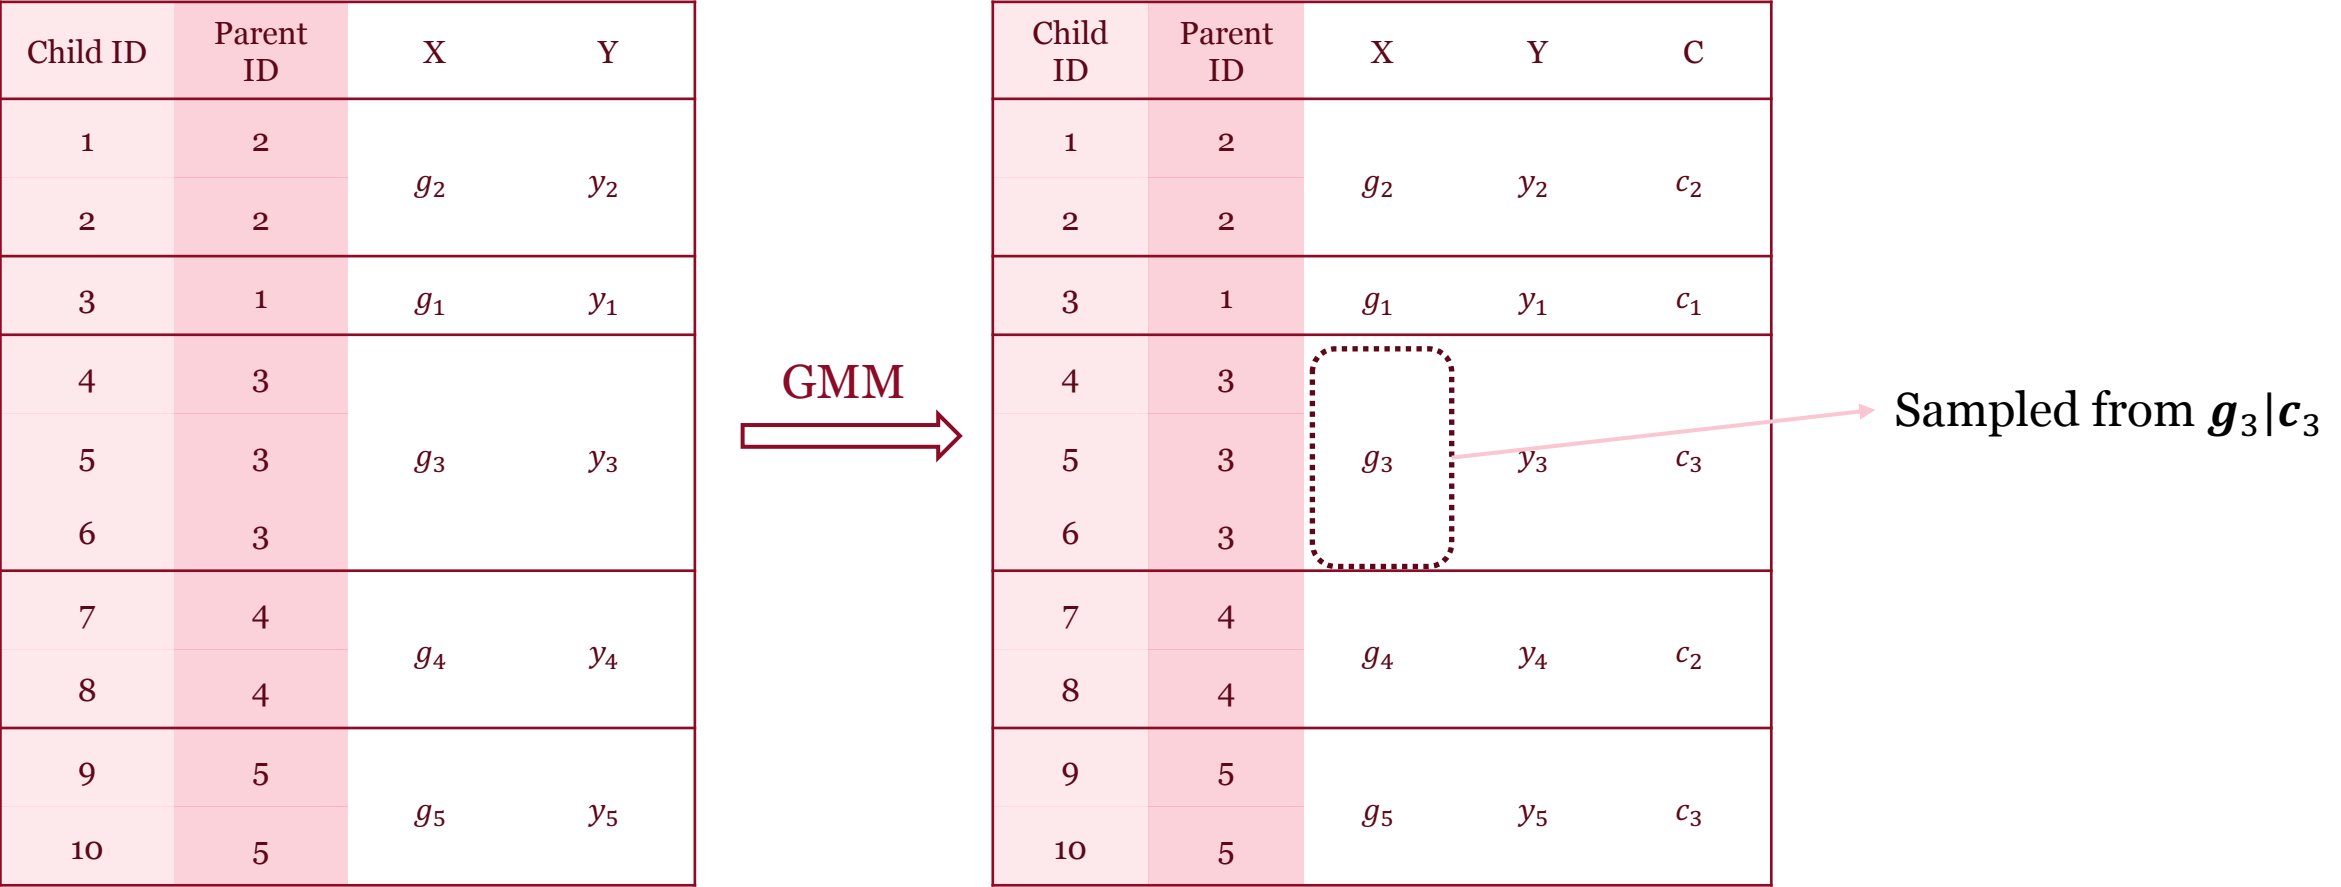 Child ID Parent ID X Y
1 2
g₂ y₂
2 2
3 1 g₁ y₁
4 3
5 3 g₃ y₃
6 3
7 4
g₄ y₄
8 4
9 5
g₅ y₅
10 5
GMM
Child ID Parent ID X Y C
1 2
g₂ y₂ c₂
2 2
3 1 g₁ y₁ c₁
4 3
5 3 g₃ y₃ c₃
6 3
7 4
g₄ y₄ c₂
8 4
9 5
g₅ y₅ c₃
10 5
Sampled from g₃|c₃